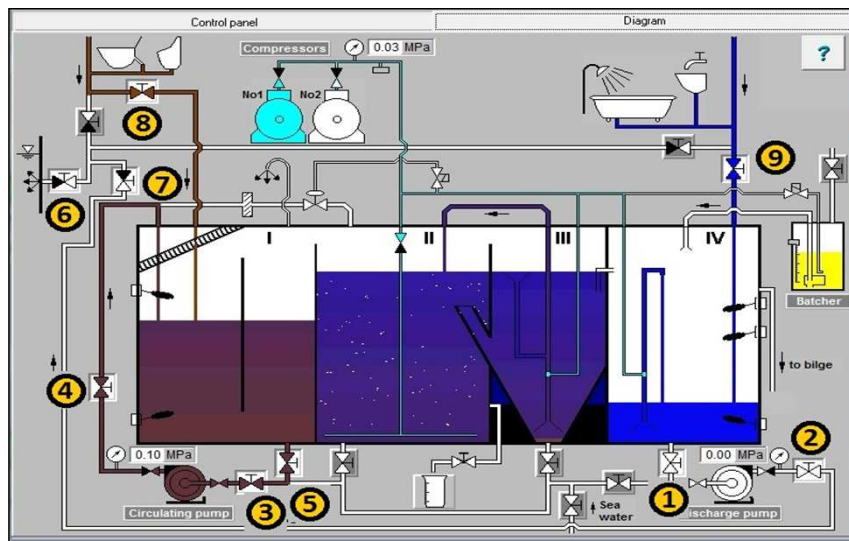 Control panel
Diagram
Compressors
0.03 MPa
?
No1
No2
8
7
9
6
I
II
III
IV
Batcher
4
to bilge
0.10 MPa
0.00 MPa
2
1
3
5
Circulating pump
Sea
water
ischarge pump